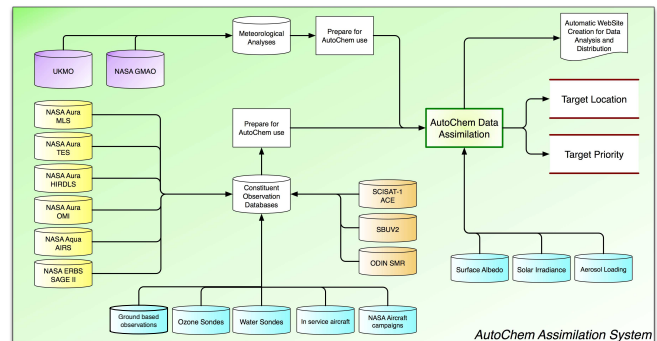 UKMO
NASA GMAO
Meteorological
Analyses
Prepare for
AutoChem use
Automatic WebSite
Creation for Data
Analysis and
Distribution
NASA Aura
MLS
NASA Aura
TES
NASA Aura
HIRDLS
NASA Aura
OMI
NASA Aqua
AIRS
NASA ERBS
SAGE II
Prepare for
AutoChem use
Constituent
Observation
Databases
SCISAT-1
ACE
SBUV2
ODIN SMR
AutoChem Data
Assimilation
Target Location
Target Priority
Surface Albedo
Solar Irradiance
Aerosol Loading
Ground based
observations
Ozone Sondes
Water Sondes
In service aircraft
NASA Aircraft
campaigns
AutoChem Assimilation System